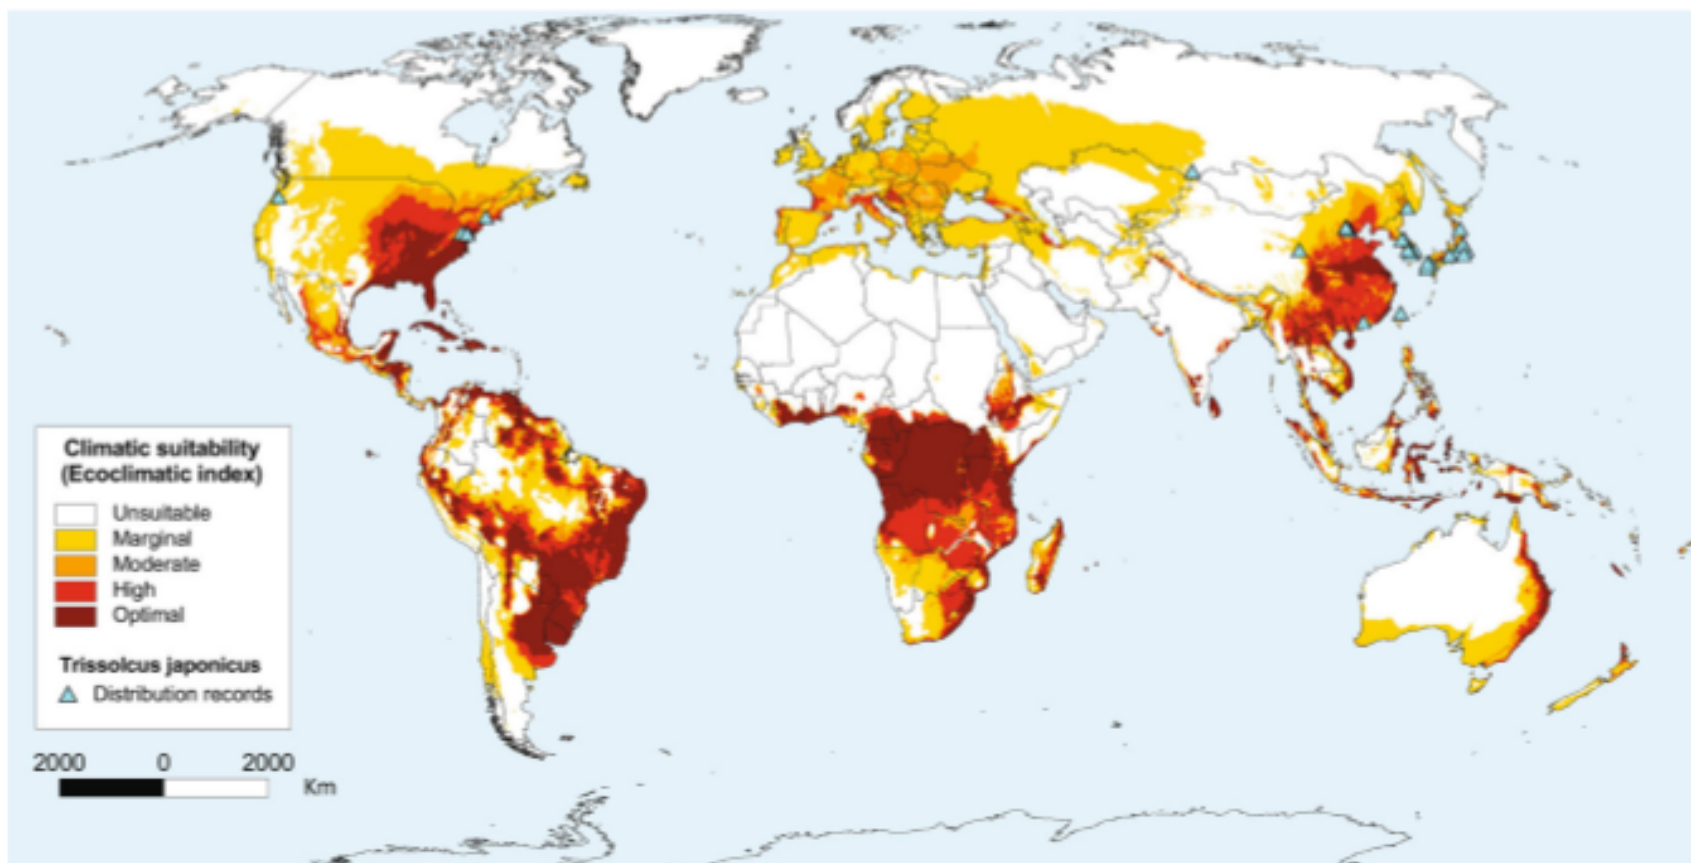 Climatic suitability
(Ecoclimatic index)
Unsuitable
Marginal
Moderate
High
Optimal
Trissolcus japonicus
Distribution records
2000 0 2000
Km